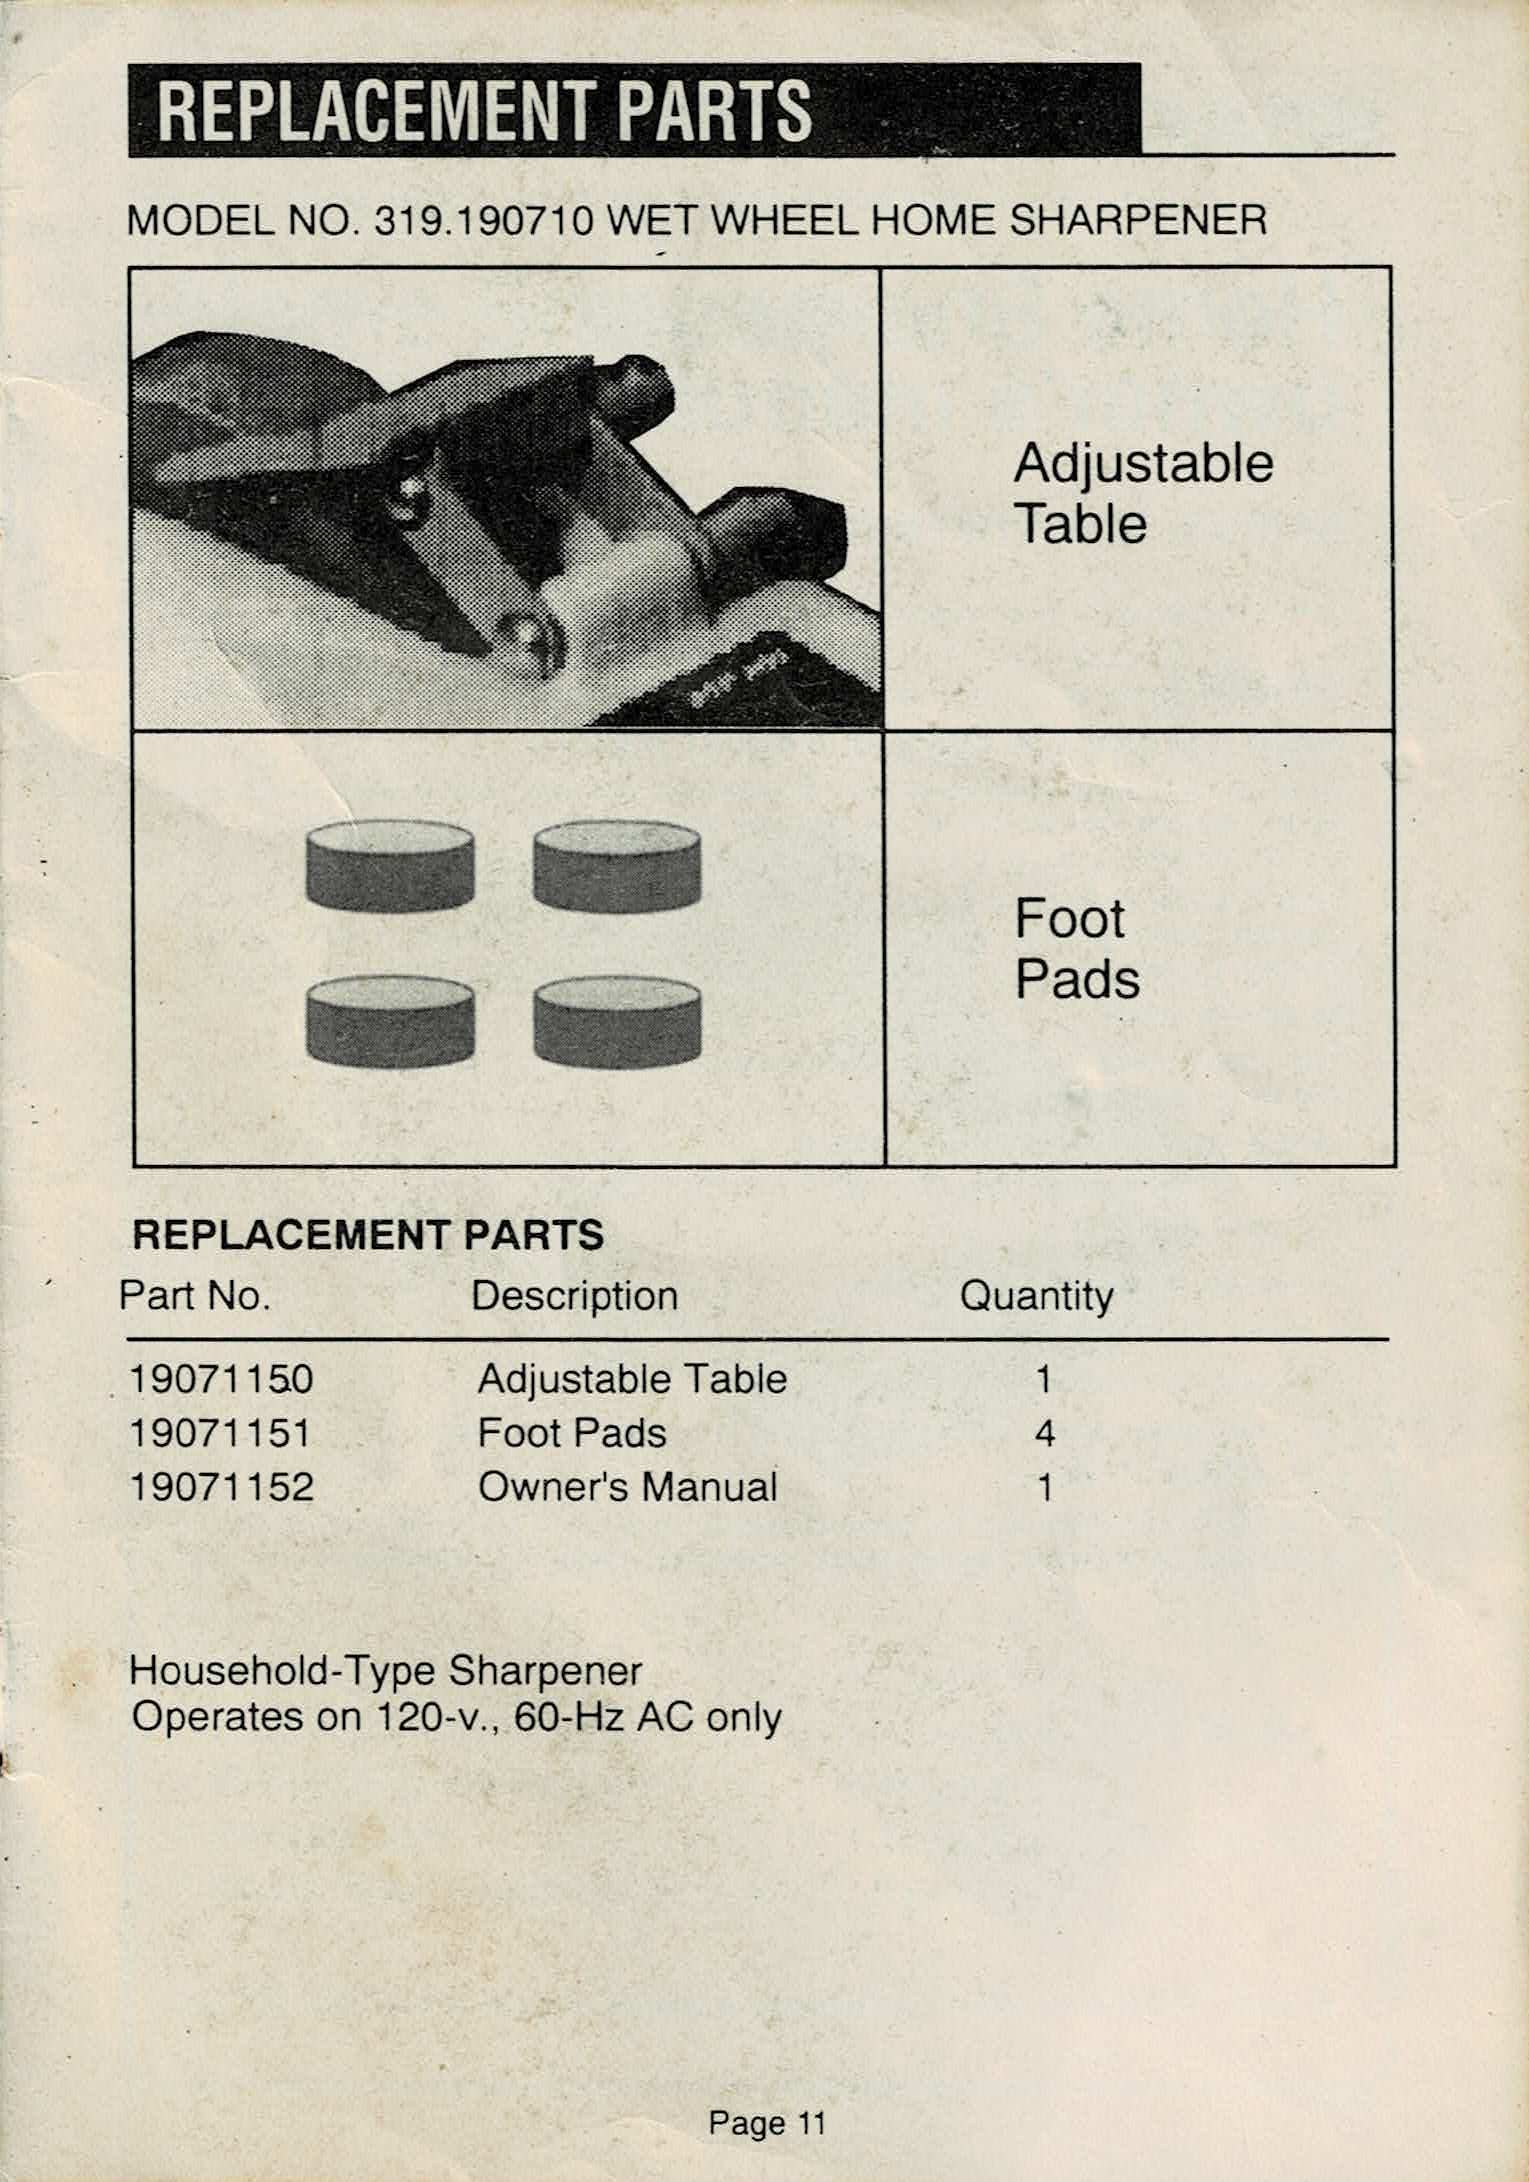 REPLACEMENT PARTS
MODEL NO. 319.190710 WET WHEEL HOME SHARPENER
Adjustable
Table
Foot
Pads
REPLACEMENT PARTS
Part No. Description Quantity
19071150 Adjustable Table 1
19071151 Foot Pads 4
19071152 Owner's Manual 1
Household-Type Sharpener
Operates on 120-v., 60-Hz AC only
Page 11